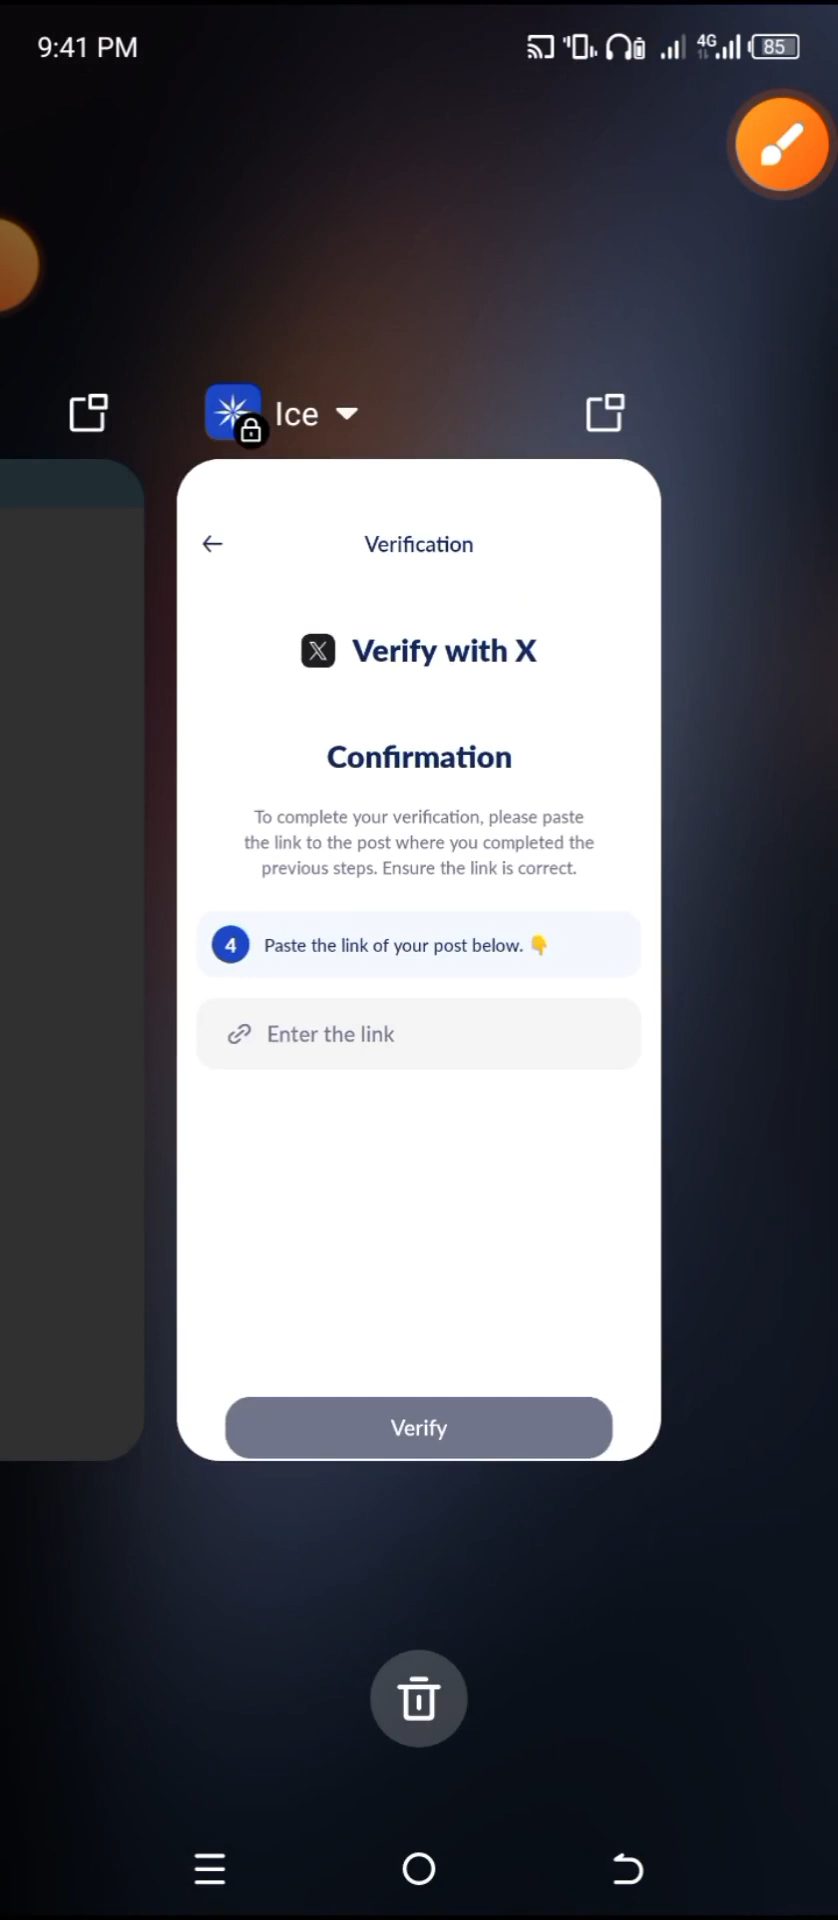 9:41 PM
4G
85
Ice
Verification
X Verify with X
Confirmation
To complete your verification, please paste
the link to the post where you completed the
previous steps. Ensure the link is correct.
4 Paste the link of your post below. 👇
Enter the link
Verify